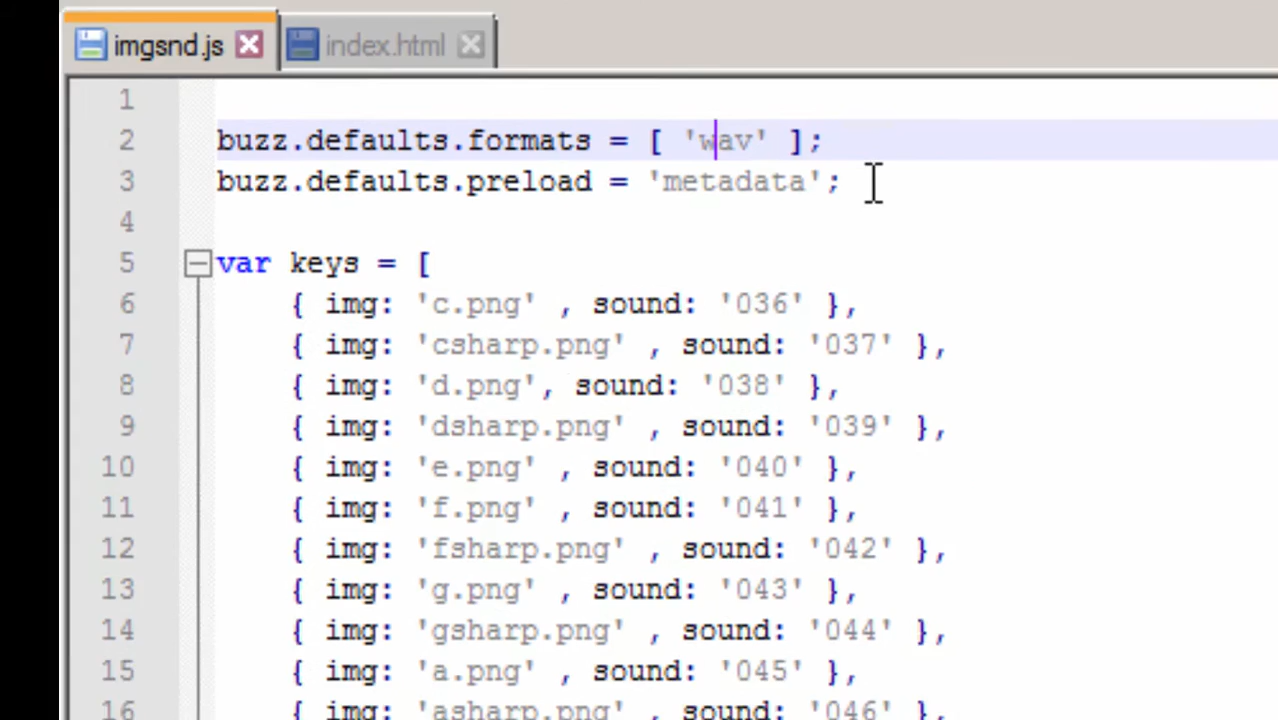 imgsnd.js index.html
1
2 buzz.defaults.formats = [ 'wav' ];
3 buzz.defaults.preload = 'metadata';
4
5 var keys = [
6 { img: 'c.png' , sound: '036' },
7 { img: 'csharp.png' , sound: '037' },
8 { img: 'd.png', sound: '038' },
9 { img: 'dsharp.png' , sound: '039' },
10 { img: 'e.png' , sound: '040' },
11 { img: 'f.png' , sound: '041' },
12 { img: 'fsharp.png' , sound: '042' },
13 { img: 'g.png' , sound: '043' },
14 { img: 'gsharp.png' , sound: '044' },
15 { img: 'a.png' , sound: '045' },
16 { img: 'asharp.png' , sound: '046' },